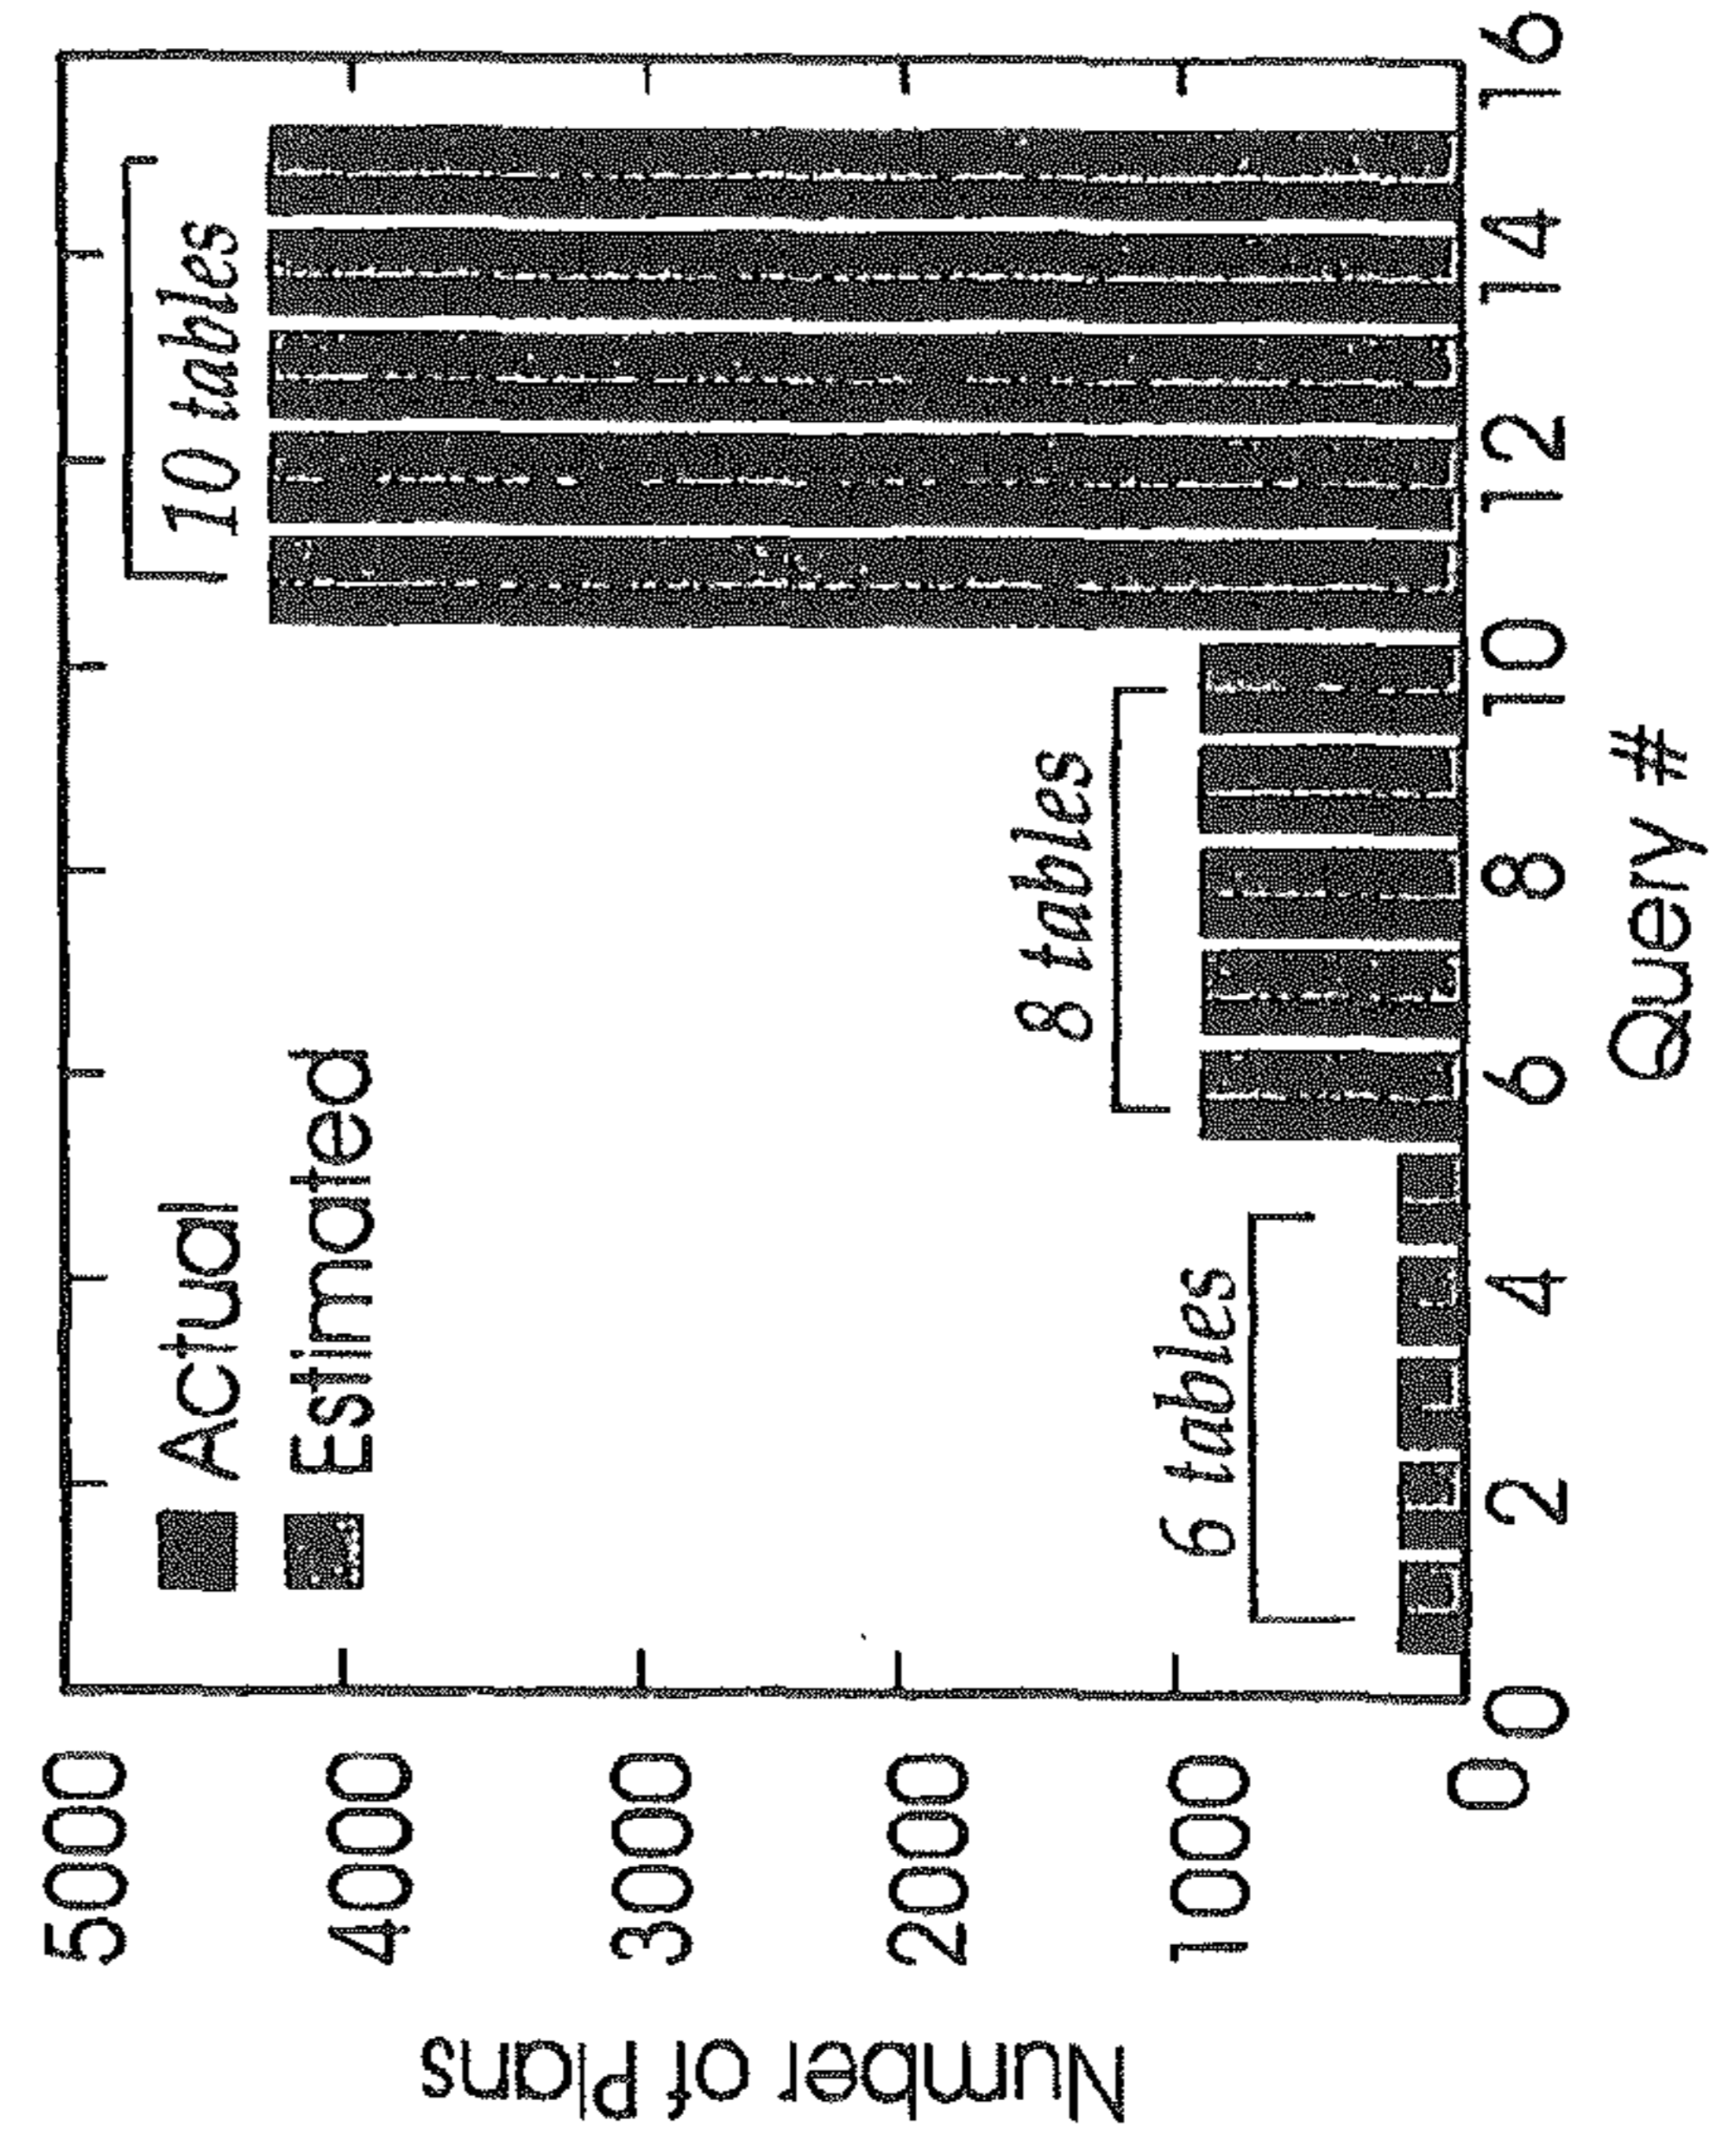 Number of Plans
5000
4000
3000
2000
1000
0
Actual
Estimated
6 tables
8 tables
10 tables
0 2 4 6 8 10 12 14 16
Query #